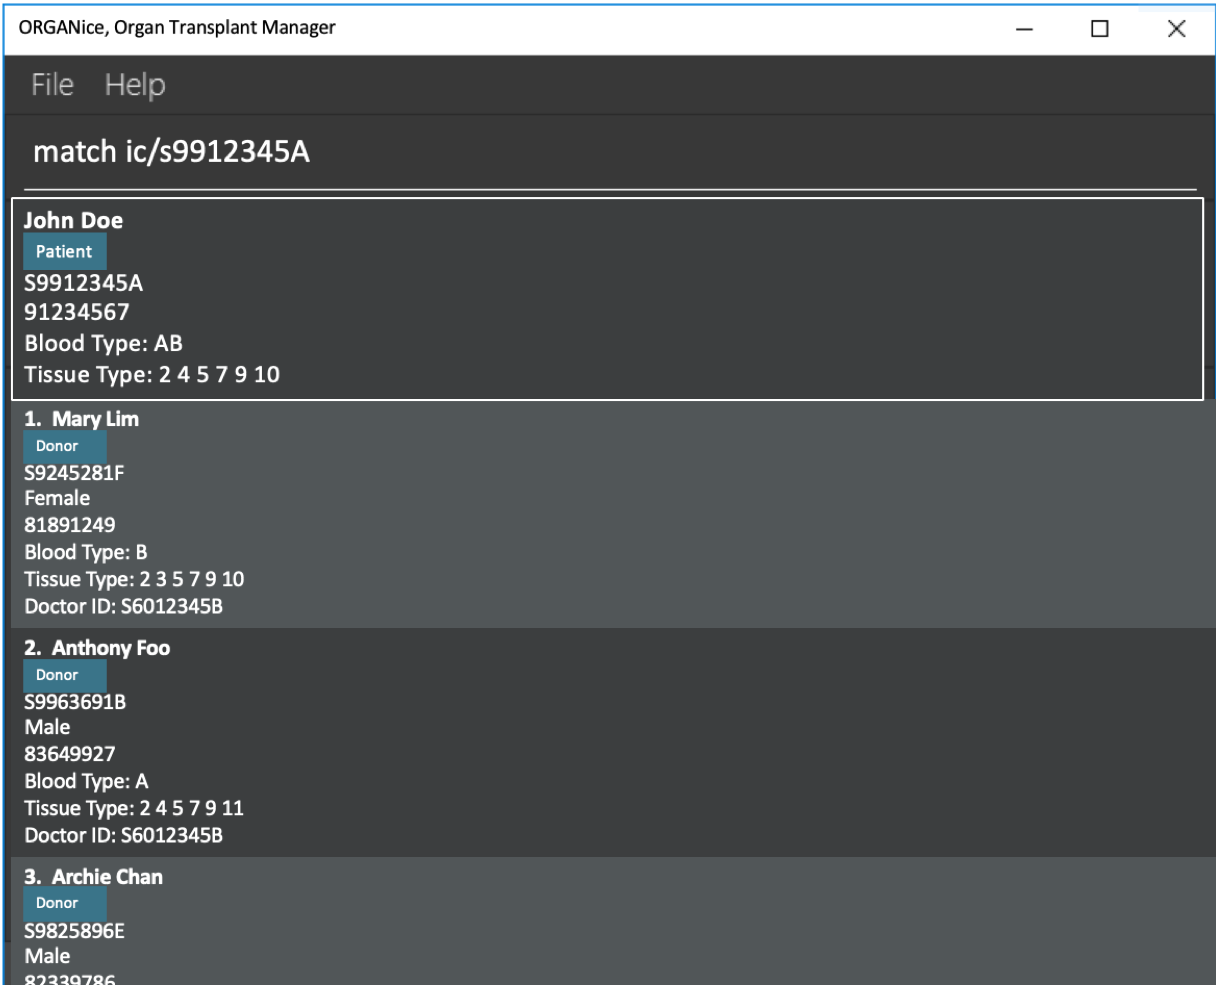 ORGANice, Organ Transplant Manager
File Help
match ic/s9912345A
John Doe
Patient
S9912345A
91234567
Blood Type: AB
Tissue Type: 2 4 5 7 9 10
1. Mary Lim
Donor
S9245281F
Female
81891249
Blood Type: B
Tissue Type: 2 3 5 7 9 10
Doctor ID: S6012345B
2. Anthony Foo
Donor
S9963691B
Male
83649927
Blood Type: A
Tissue Type: 2 4 5 7 9 11
Doctor ID: S6012345B
3. Archie Chan
Donor
S9825896E
Male
82339786